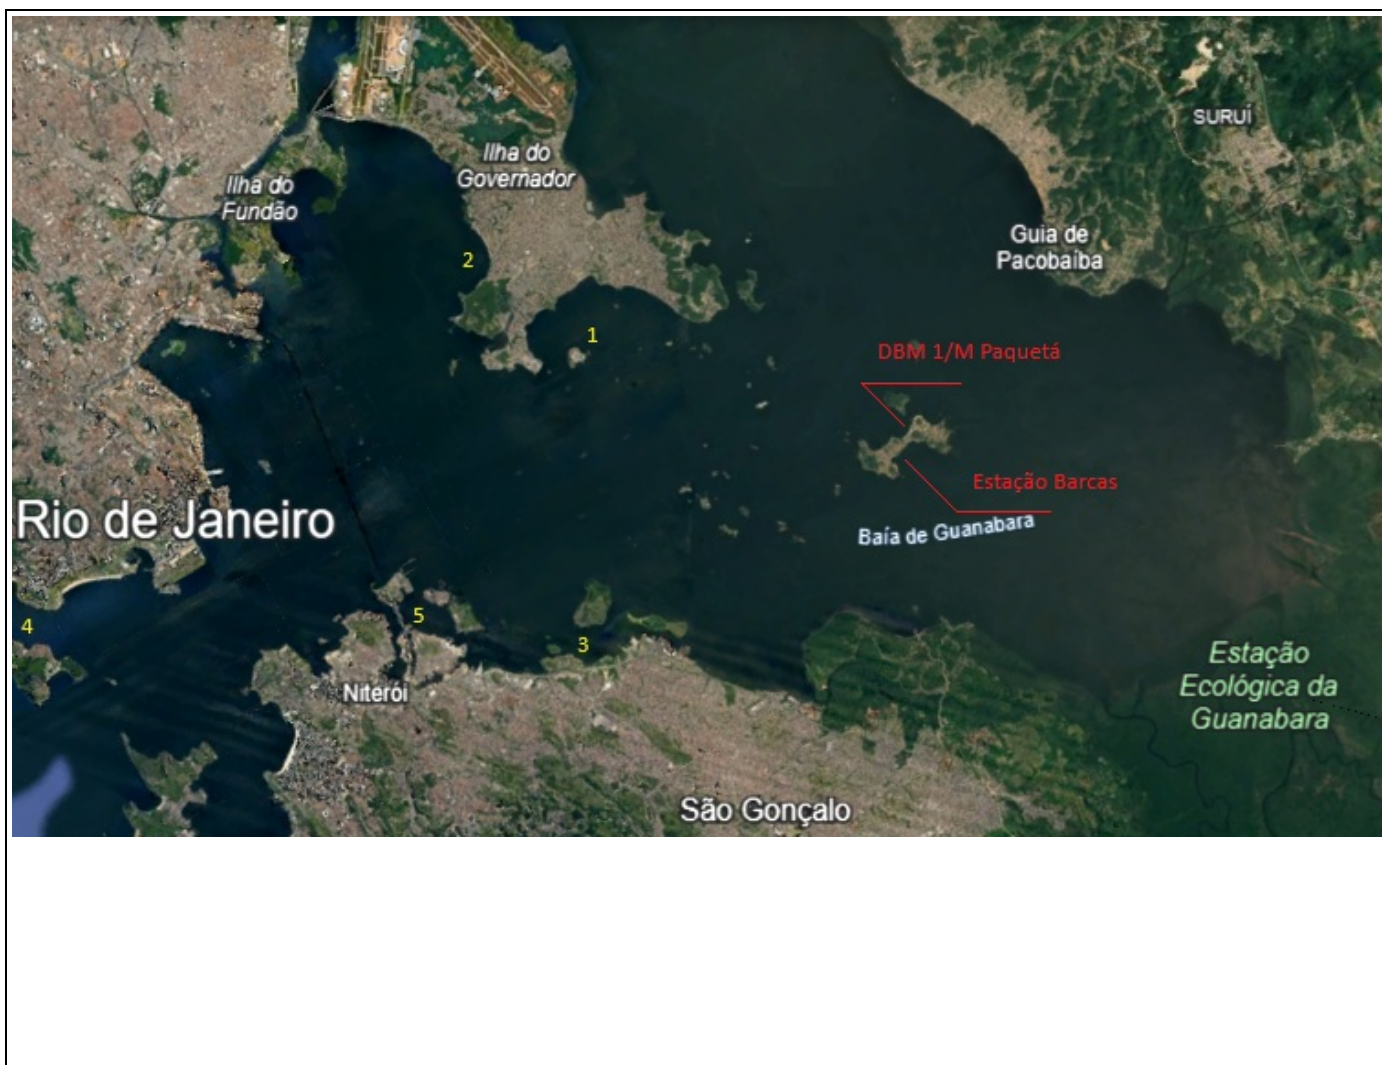 SURUÍ
Ilha do
Governador
Ilha do
Fundão
Guia de
Pacobaíba
2
1
DBM 1/M Paquetá
Estação Barcas
Rio de Janeiro
Baía de Guanabara
5
4
3
Estação
Ecológica da
Guanabara
Niterói
São Gonçalo